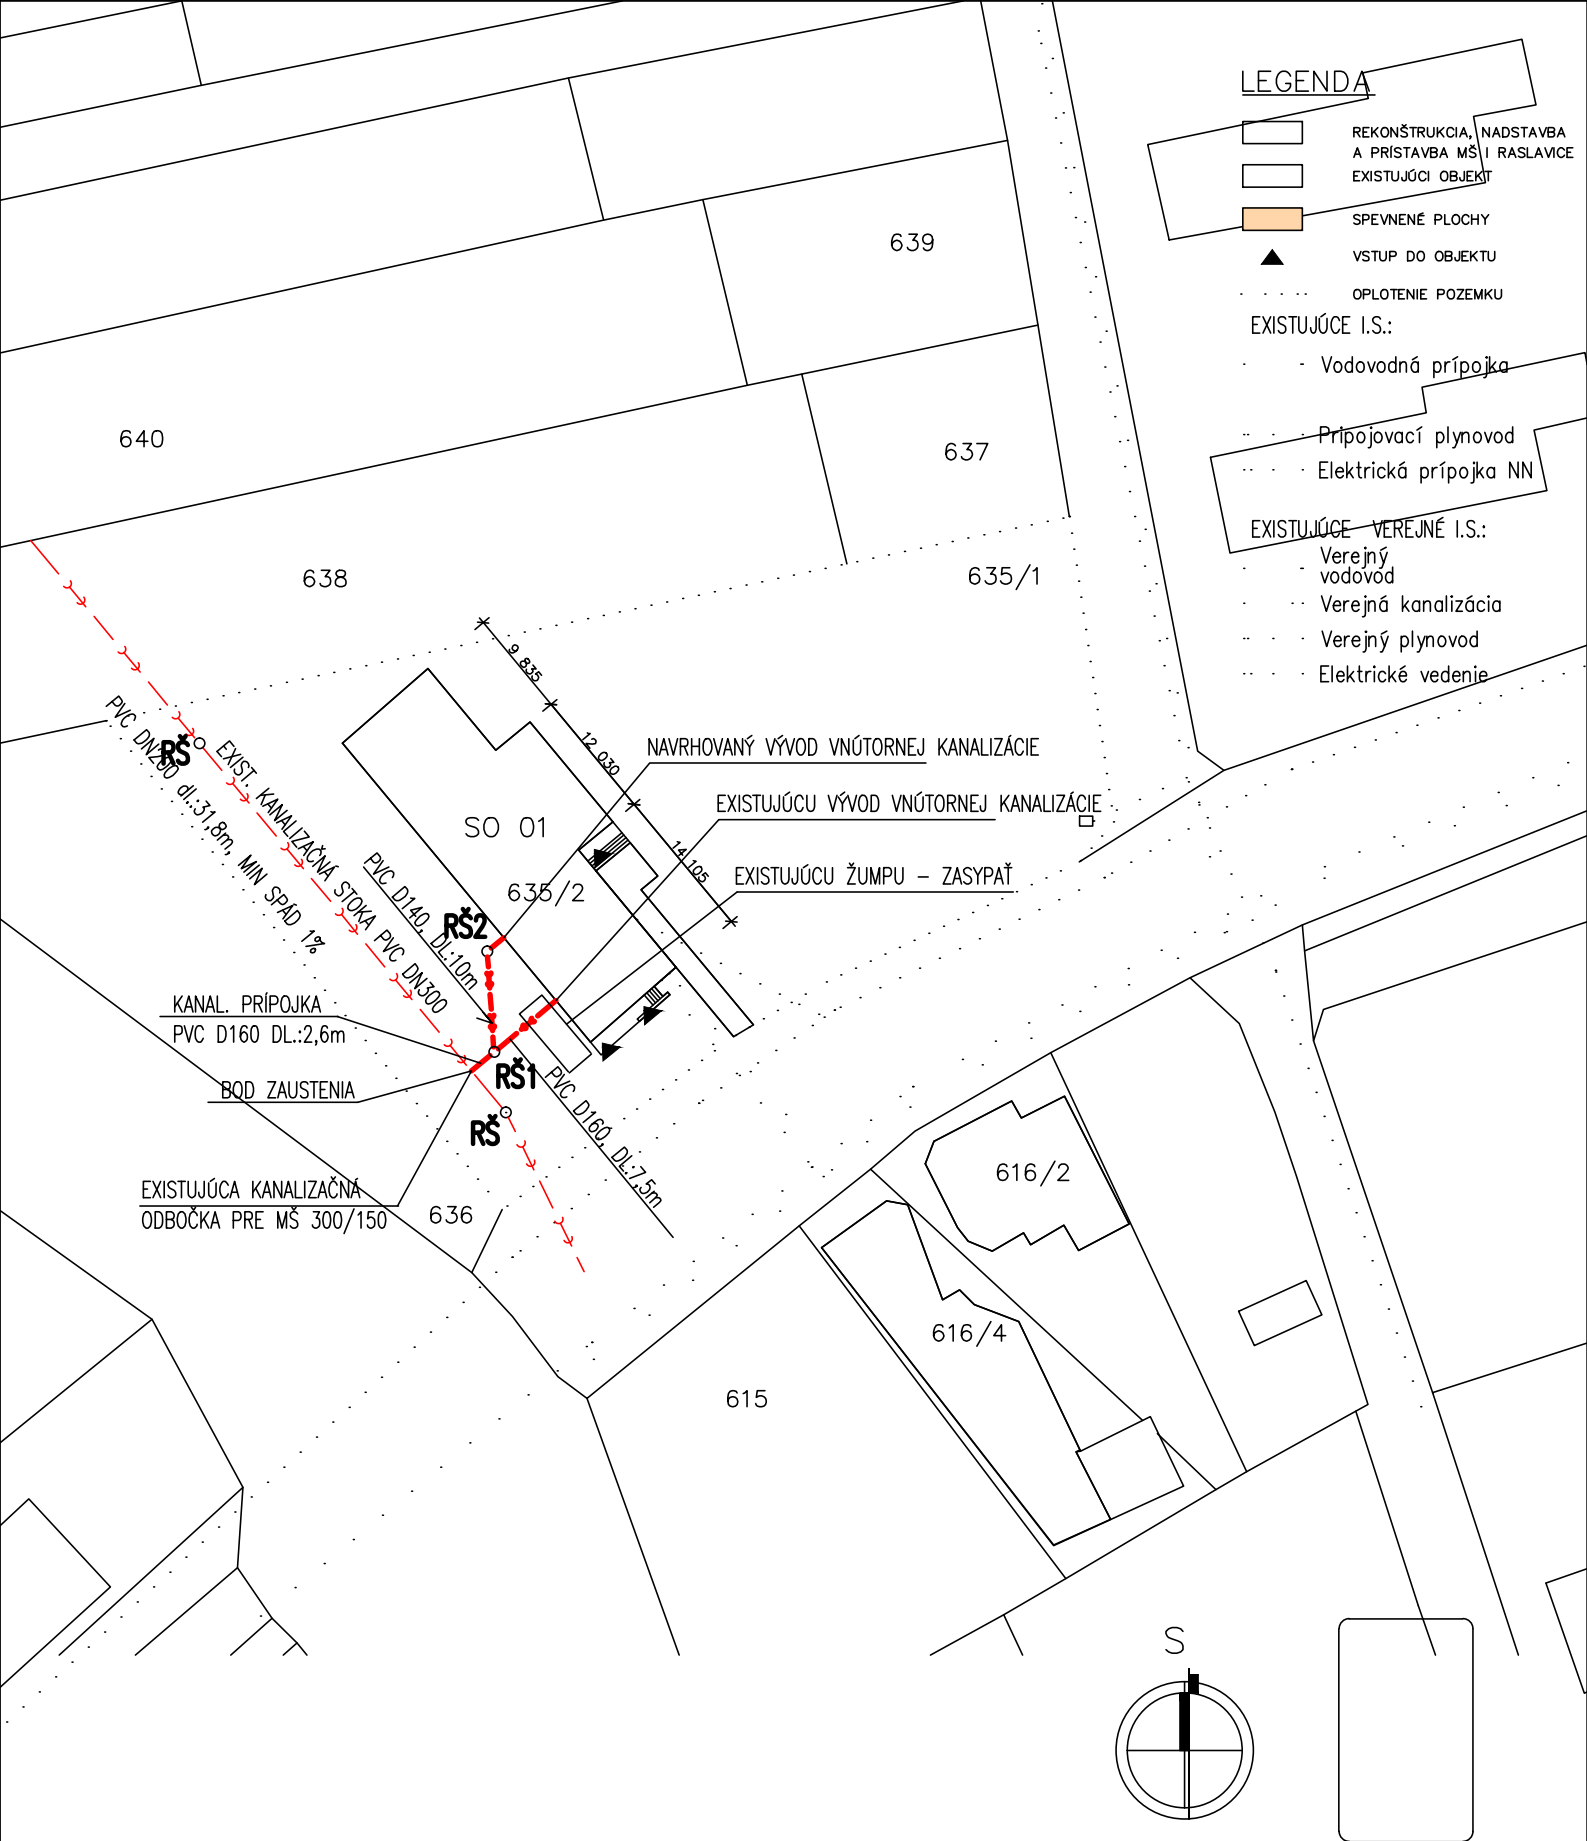 LEGENDA
REKONŠTRUKCIA, NADSTAVBA
A PRÍSTAVBA MŠ I RASLAVICE
EXISTUJÚCI OBJEKT
SPEVNENÉ PLOCHY
VSTUP DO OBJEKTU
OPLOTENIE POZEMKU
EXISTUJÚCE I.S.:
Vodovodná prípojka
Pripojovací plynovod
Elektrická prípojka NN
EXISTUJÚCE VEREJNÉ I.S.:
Verejný
vodovod
Verejná kanalizácia
Verejný plynovod
Elektrické vedenie
639
640
637
638
635/1
9 835
12 030
14 105
NAVRHOVANÝ VÝVOD VNÚTORNEJ KANALIZÁCIE
EXISTUJÚCU VÝVOD VNÚTORNEJ KANALIZÁCIE
EXISTUJÚCU ŽUMPU – ZASYPAŤ
RŠ
PVC DN200 dl.:31,8m, MIN SPÁD 1%
EXIST. KANALIZAČNÁ STOKA PVC DN300
SO 01
635/2
PVC D140, DL:10m
RŠ2
KANAL. PRÍPOJKA
PVC D160 DL.:2,6m
BOD ZAUSTENIA
RŠ1
RŠ
PVC D160, DL:7,5m
EXISTUJÚCA KANALIZAČNÁ
ODBOČKA PRE MŠ 300/150
636
616/2
616/4
615
S